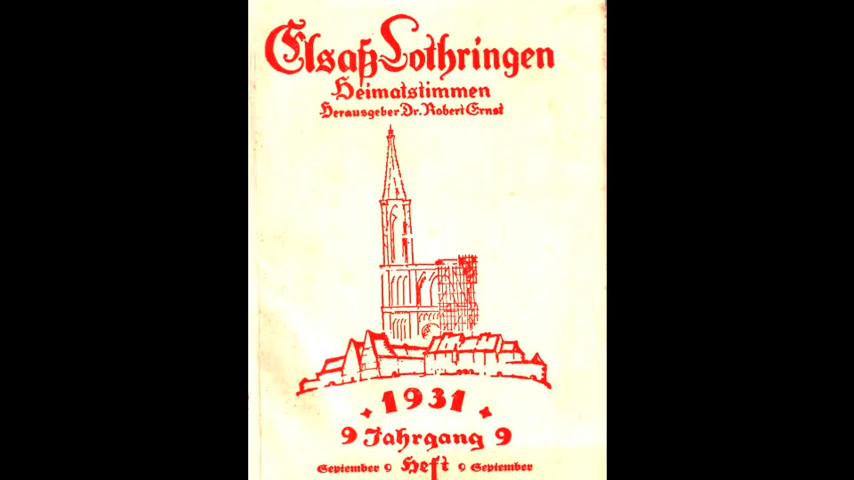 Elsaß Lothringen
Heimatstimmen
Herausgeber Dr. Robert Ernst
1931
9 Jahrgang 9
September 9 Heft 9 September